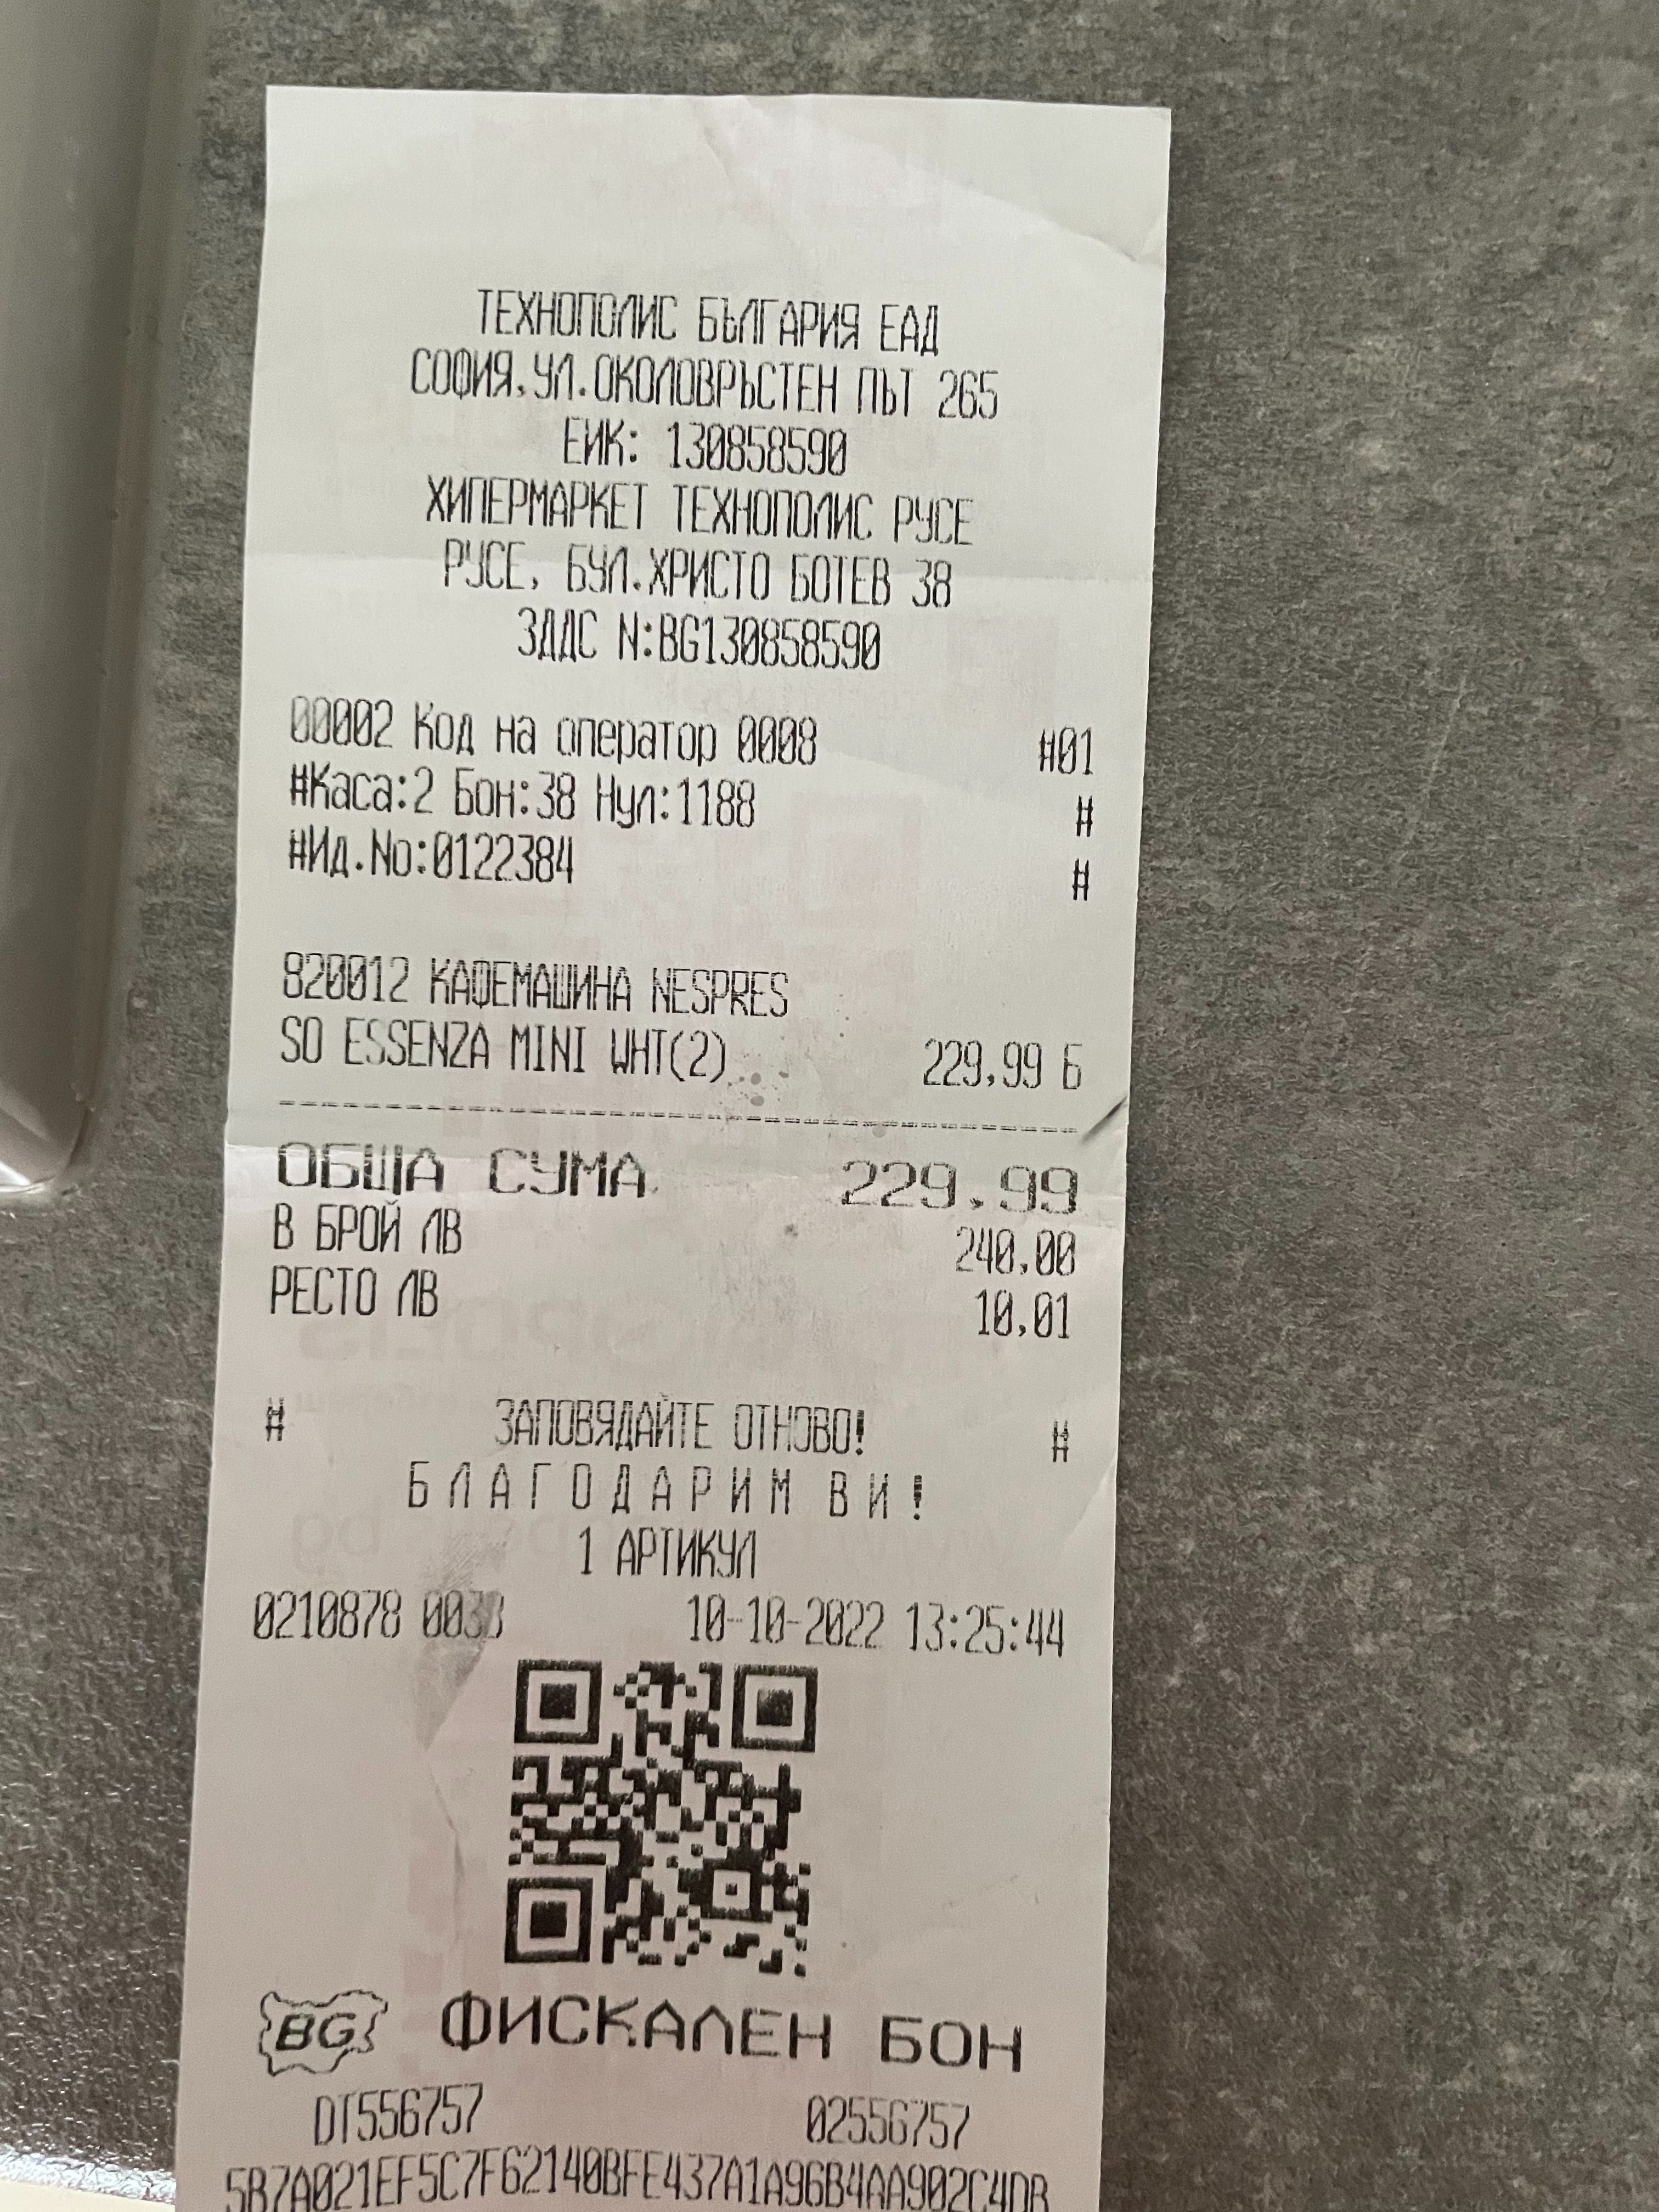 ТЕХНОПОЛИС БЪЛГАРИЯ ЕАД
СОФИЯ,УЛ.ОКОЛОВРЪСТЕН ПЪТ 265
ЕИК: 130858590
ХИПЕРМАРКЕТ ТЕХНОПОЛИС РУСЕ
РУСЕ, БУЛ.ХРИСТО БОТЕВ 38
ЗДДС N:BG130858590
00002 Код на оператор 0008 #01
#Каса:2 Бон:38 Нул:1188 #
#Ид.No:0122384 #
820012 КАФЕМАШИНА NESPRES
SO ESSENZA MINI WHT(2) 229,99 Б
ОБЩА СУМА 229.99
В БРОЙ ЛВ 240,00
РЕСТО ЛВ 10,01
# ЗАПОВЯДАЙТЕ ОТНОВО! #
Б Л А Г О Д А Р И М В И !
1 АРТИКУЛ
0210878 10-10-2022 13:25:44
BG ФИСКАЛЕН БОН
DT556757 02556757
5B7A021EF5C7F62140BFE437A1A96B4AA902C4DB